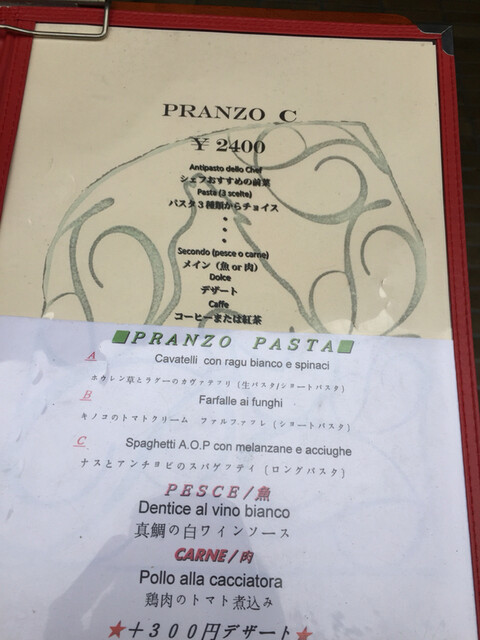 PRANZO C
¥ 2400
Antipasto dello Chef
シェフおすすめの前菜
Pasta (3 scelte)
パスタ３種類からチョイス
Secondo (pesce o carne)
メイン（魚 or 肉）
Dolce
デザート
Caffe
コーヒーまたは紅茶
■PRANZO PASTA■
A Cavatelli con ragu bianco e spinaci
ホウレン草とラグーのカヴァテッリ（生パスタ/ショートパスタ）
B Farfalle ai funghi
キノコのトマトクリーム ファルファッレ（ショートパスタ）
C Spaghetti A.O.P con melanzane e acciughe
ナスとアンチョビのスパゲッティ（ロングパスタ）
PESCE/魚
Dentice al vino bianco
真鯛の白ワインソース
CARNE/肉
Pollo alla cacciatora
鶏肉のトマト煮込み
★＋３００円デザート★